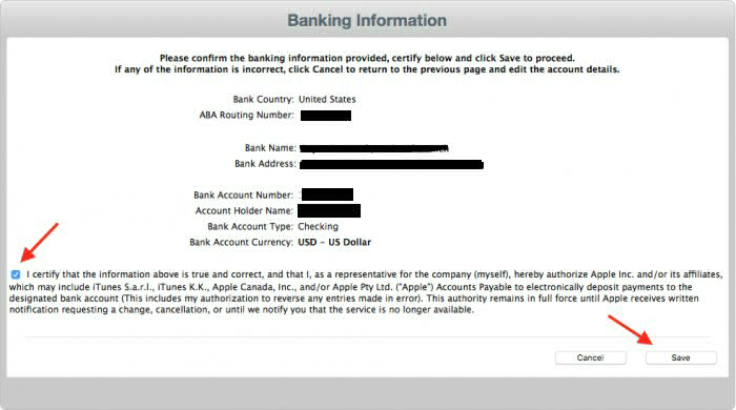 Banking Information
Please confirm the banking information provided, certify below and click Save to proceed.
If any of the information is incorrect, click Cancel to return to the previous page and edit the account details.
Bank Country: United States
ABA Routing Number:
Bank Name:
Bank Address:
Bank Account Number:
Account Holder Name:
Bank Account Type: Checking
Bank Account Currency: USD - US Dollar
I certify that the information above is true and correct, and that I, as a representative for the company (myself), hereby authorize Apple Inc. and/or its affiliates,
which may include iTunes S.a.r.l., iTunes K.K., Apple Canada, Inc., and/or Apple Pty Ltd. ("Apple") Accounts Payable to electronically deposit payments to the
designated bank account (This includes my authorization to reverse any entries made in error). This authority remains in full force until Apple receives written
notification requesting a change, cancellation, or until we notify you that the service is no longer available.
Cancel Save